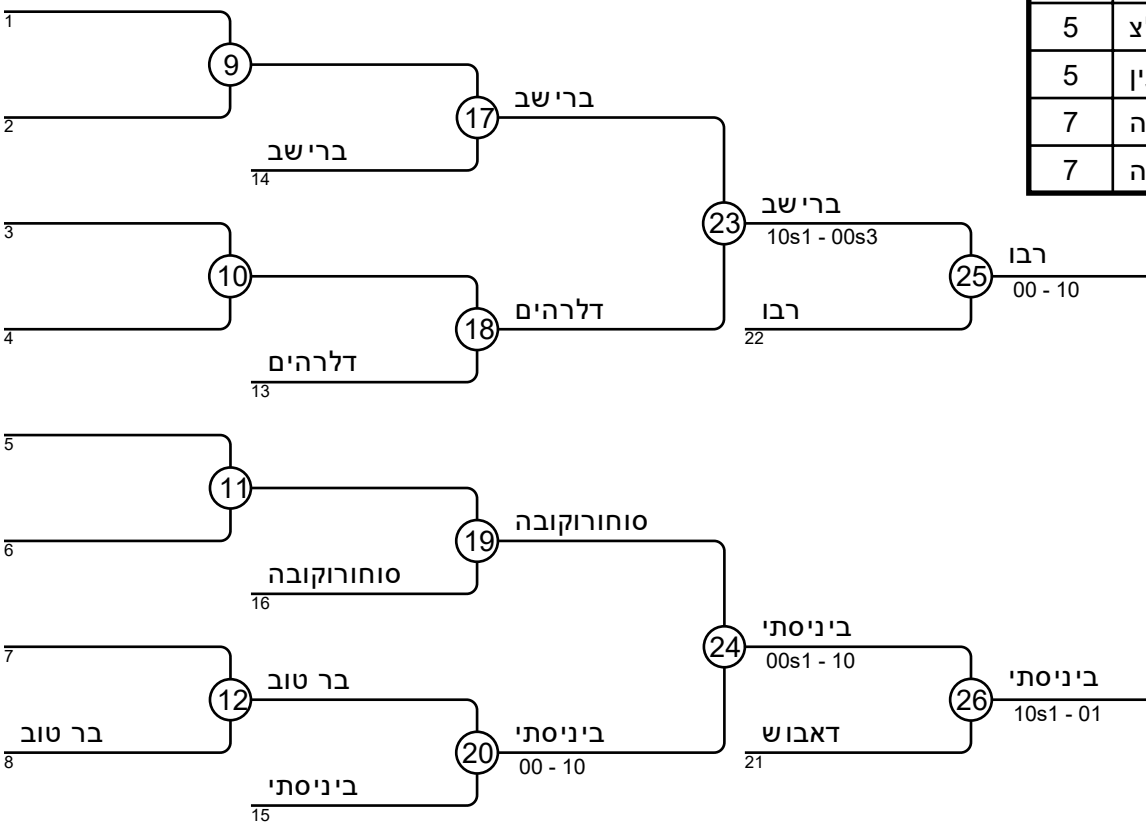 1
5
9
2
17
ברישב
5
ברישב
14
7
ה
7
ה
3
23
ברישב
10s1 - 00s3
10
25
רבו
00 - 10
4
18
דלרהים
רבו
22
דלרהים
13
5
11
6
19
סוחורוקובה
סוחורוקובה
16
7
24
ביניסתי
00s1 - 10
12
בר טוב
26
ביניסתי
10s1 - 01
בר טוב
8
20
ביניסתי
00 - 10
דאבוש
21
ביניסתי
15